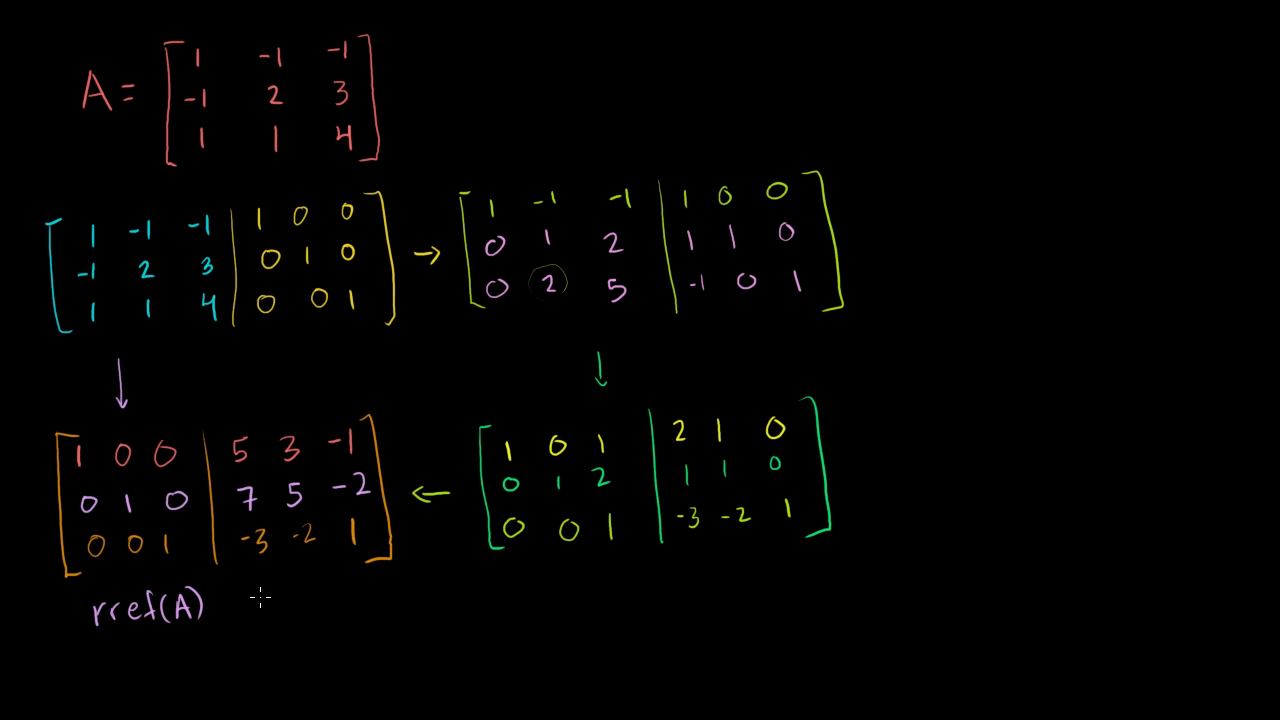 A = [ 1 -1 -1
-1 2 3
1 1 4 ]
[ 1 -1 -1 | 1 0 0
-1 2 3 | 0 1 0
1 1 4 | 0 0 1 ]
→
[ 1 -1 -1 | 1 0 0
0 1 2 | 1 1 0
0 2 5 | -1 0 1 ]
↓
↓
[ 1 0 0 | 5 3 -1
0 1 0 | 7 5 -2
0 0 1 | -3 -2 1 ]
←
[ 1 0 1 | 2 1 0
0 1 2 | 1 1 0
0 0 1 | -3 -2 1 ]
rref(A)